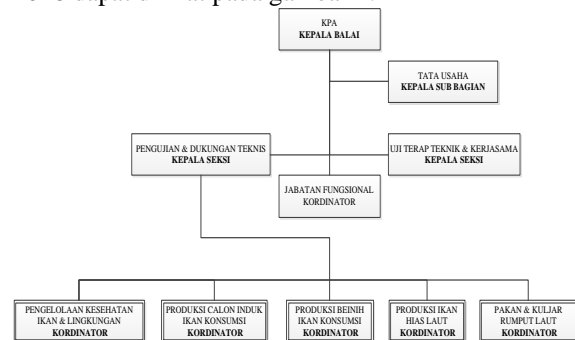 KPA
KEPALA BALAI
TATA USAHA
KEPALA SUB BAGIAN
PENGUJIAN & DUKUNGAN TEKNIS
KEPALA SEKSI
UJI TERAP TEKNIK & KERJASAMA
KEPALA SEKSI
JABATAN FUNGSIONAL
KORDINATOR
PENGELOLAAN KESEHATAN
IKAN & LINGKUNGAN
KORDINATOR
PRODUKSI CALON INDUK
IKAN KONSUMSI
KORDINATOR
PRODUKSI BEINIH
IKAN KONSUMSI
KORDINATOR
PRODUKSI IKAN
HIAS LAUT
KORDINATOR
PAKAN & KULJAR
RUMPUT LAUT
KORDINATOR